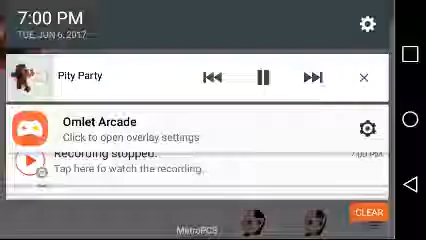 7:00 PM
TUE, JUN 6, 2017
Pity Party
Omlet Arcade
Click to open overlay settings
Recording stopped.
7:00 PM
Tap here to watch the recording.
CLEAR
MetroPCS